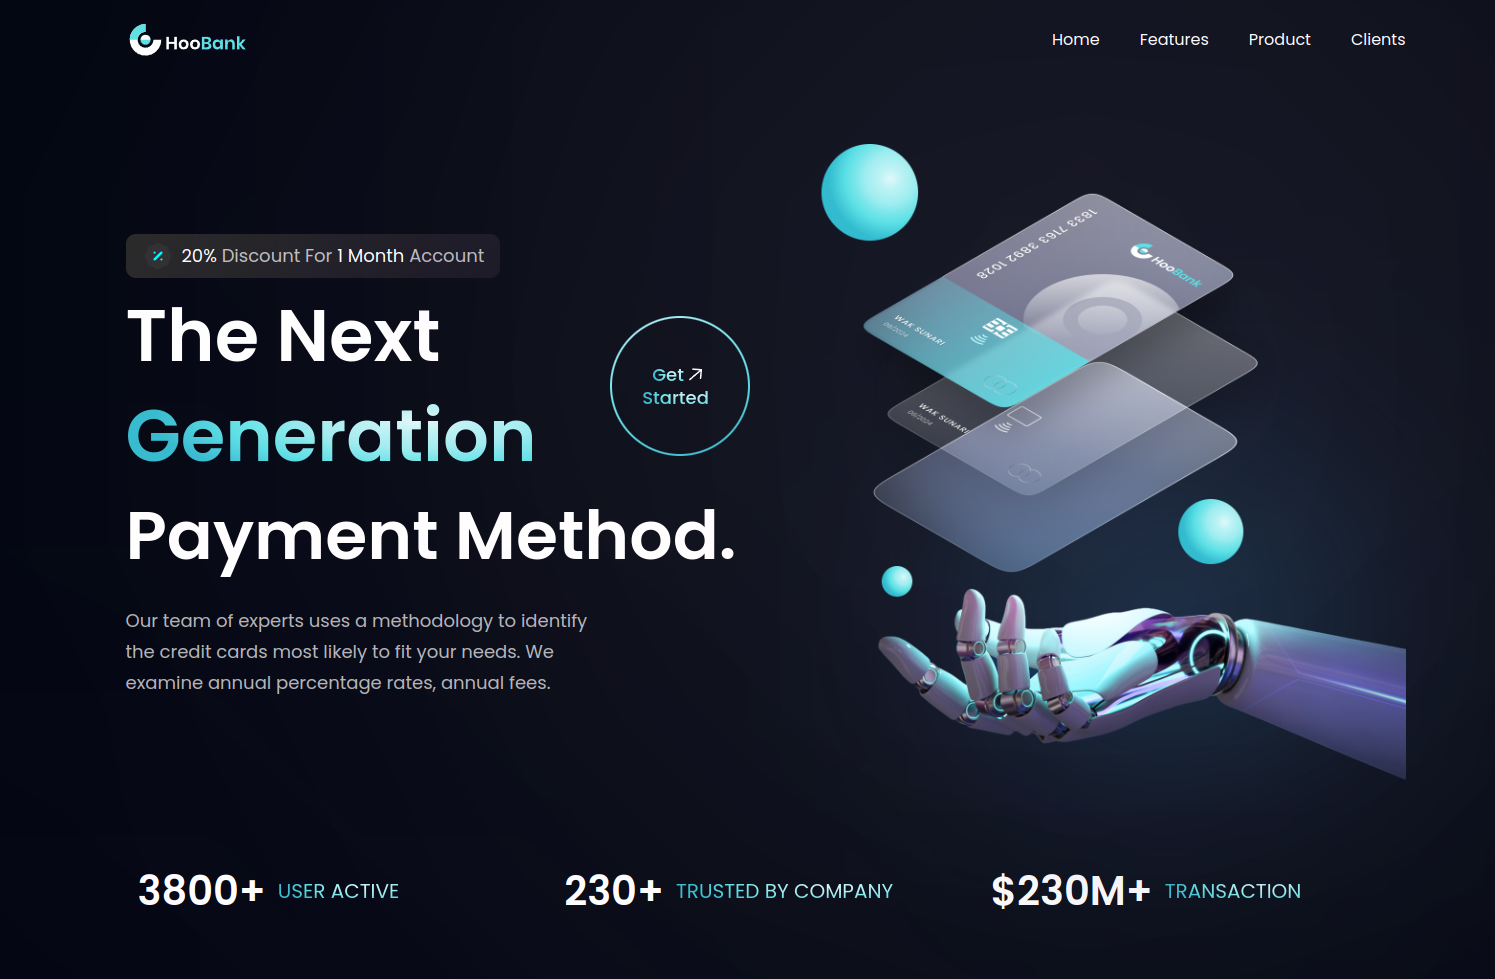 HooBank
Home Features Product Clients
20% Discount For 1 Month Account
The Next
Generation
Payment Method.
Get
Started
Our team of experts uses a methodology to identify
the credit cards most likely to fit your needs. We
examine annual percentage rates, annual fees.
1833 7163 3892 1028
HooBank
WAK SUNARI
06/2024
WAK SUNARI
06/2024
3800+ USER ACTIVE
230+ TRUSTED BY COMPANY
$230M+ TRANSACTION